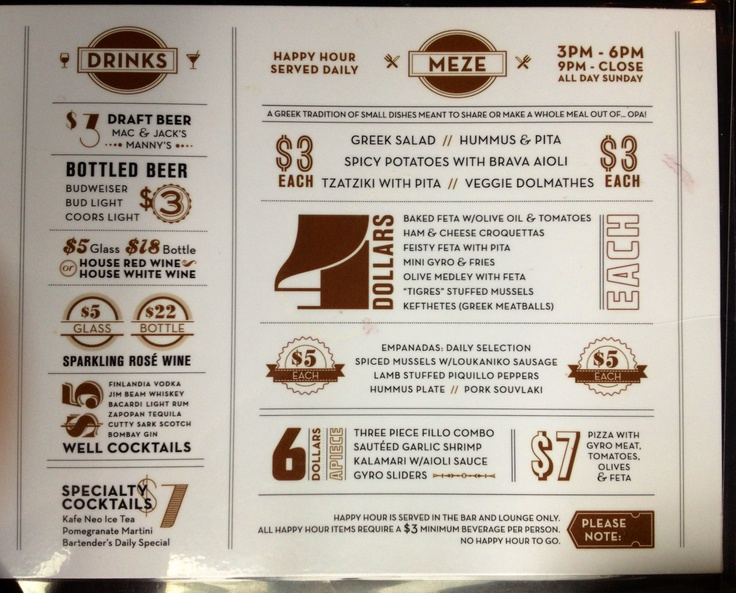 DRINKS
$3 DRAFT BEER
MAC & JACK'S
MANNY'S
BOTTLED BEER
BUDWEISER
BUD LIGHT
COORS LIGHT
$3
$5 Glass $18 Bottle
or HOUSE RED WINE
HOUSE WHITE WINE
$5 GLASS
$22 BOTTLE
SPARKLING ROSÉ WINE
$5
FINLANDIA VODKA
JIM BEAM WHISKEY
BACARDI LIGHT RUM
ZAPOPAN TEQUILA
CUTTY SARK SCOTCH
BOMBAY GIN
WELL COCKTAILS
SPECIALTY
COCKTAILS
$7
Kafe Neo Ice Tea
Pomegranate Martini
Bartender's Daily Special
HAPPY HOUR
SERVED DAILY
MEZE
3PM - 6PM
9PM - CLOSE
ALL DAY SUNDAY
A GREEK TRADITION OF SMALL DISHES MEANT TO SHARE OR MAKE A WHOLE MEAL OUT OF... OPA!
$3 EACH
GREEK SALAD // HUMMUS & PITA
SPICY POTATOES WITH BRAVA AIOLI
TZATZIKI WITH PITA // VEGGIE DOLMATHES
$3 EACH
4 DOLLARS
BAKED FETA W/OLIVE OIL & TOMATOES
HAM & CHEESE CROQUETTAS
FEISTY FETA WITH PITA
MINI GYRO & FRIES
OLIVE MEDLEY WITH FETA
"TIGRES" STUFFED MUSSELS
KEFTHETES (GREEK MEATBALLS)
EACH
$5 EACH
EMPANADAS: DAILY SELECTION
SPICED MUSSELS W/LOUKANIKO SAUSAGE
LAMB STUFFED PIQUILLO PEPPERS
HUMMUS PLATE // PORK SOUVLAKI
$5 EACH
6 DOLLARS APIECE
THREE PIECE FILLO COMBO
SAUTÉED GARLIC SHRIMP
KALAMARI W/AIOLI SAUCE
GYRO SLIDERS
$7
PIZZA WITH
GYRO MEAT,
TOMATOES,
OLIVES
& FETA
HAPPY HOUR IS SERVED IN THE BAR AND LOUNGE ONLY.
ALL HAPPY HOUR ITEMS REQUIRE A $3 MINIMUM BEVERAGE PER PERSON.
NO HAPPY HOUR TO GO.
PLEASE
NOTE: